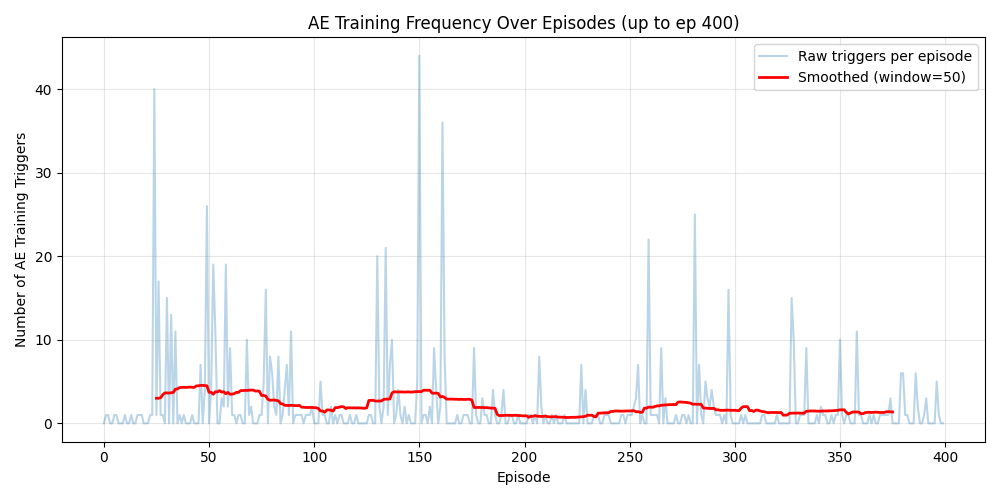 AE Training Frequency Over Episodes (up to ep 400)
Raw triggers per episode
Smoothed (window=50)
Number of AE Training Triggers
40
30
20
10
0
0 50 100 150 200 250 300 350 400
Episode